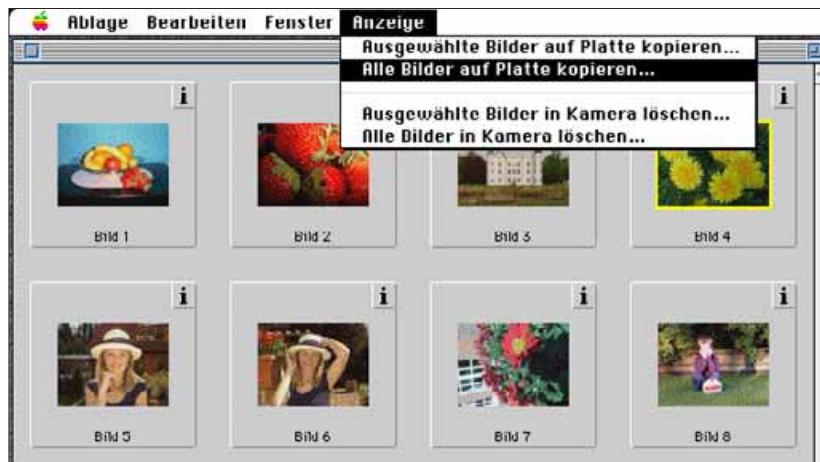 Ablage Bearbeiten Fenster Anzeige
Ausgewählte Bilder auf Platte kopieren...
Alle Bilder auf Platte kopieren...
Ausgewählte Bilder in Kamera löschen...
Alle Bilder in Kamera löschen...
i i
Bild 1 Bild 2 Bild 3 Bild 4
i i i i
Bild 5 Bild 6 Bild 7 Bild 8